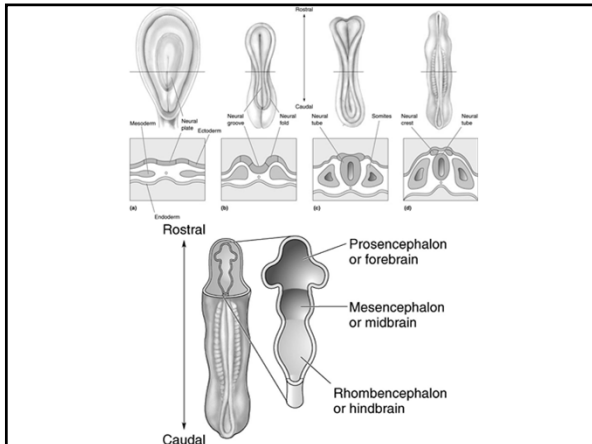 Rostral
Caudal
Mesoderm
Neural
plate
Ectoderm
Neural
groove
Neural
fold
Neural
tube
Somites
Neural
crest
Neural
tube
(a)
(b)
(c)
(d)
Endoderm
Rostral
Prosencephalon
or forebrain
Mesencephalon
or midbrain
Rhombencephalon
or hindbrain
Caudal